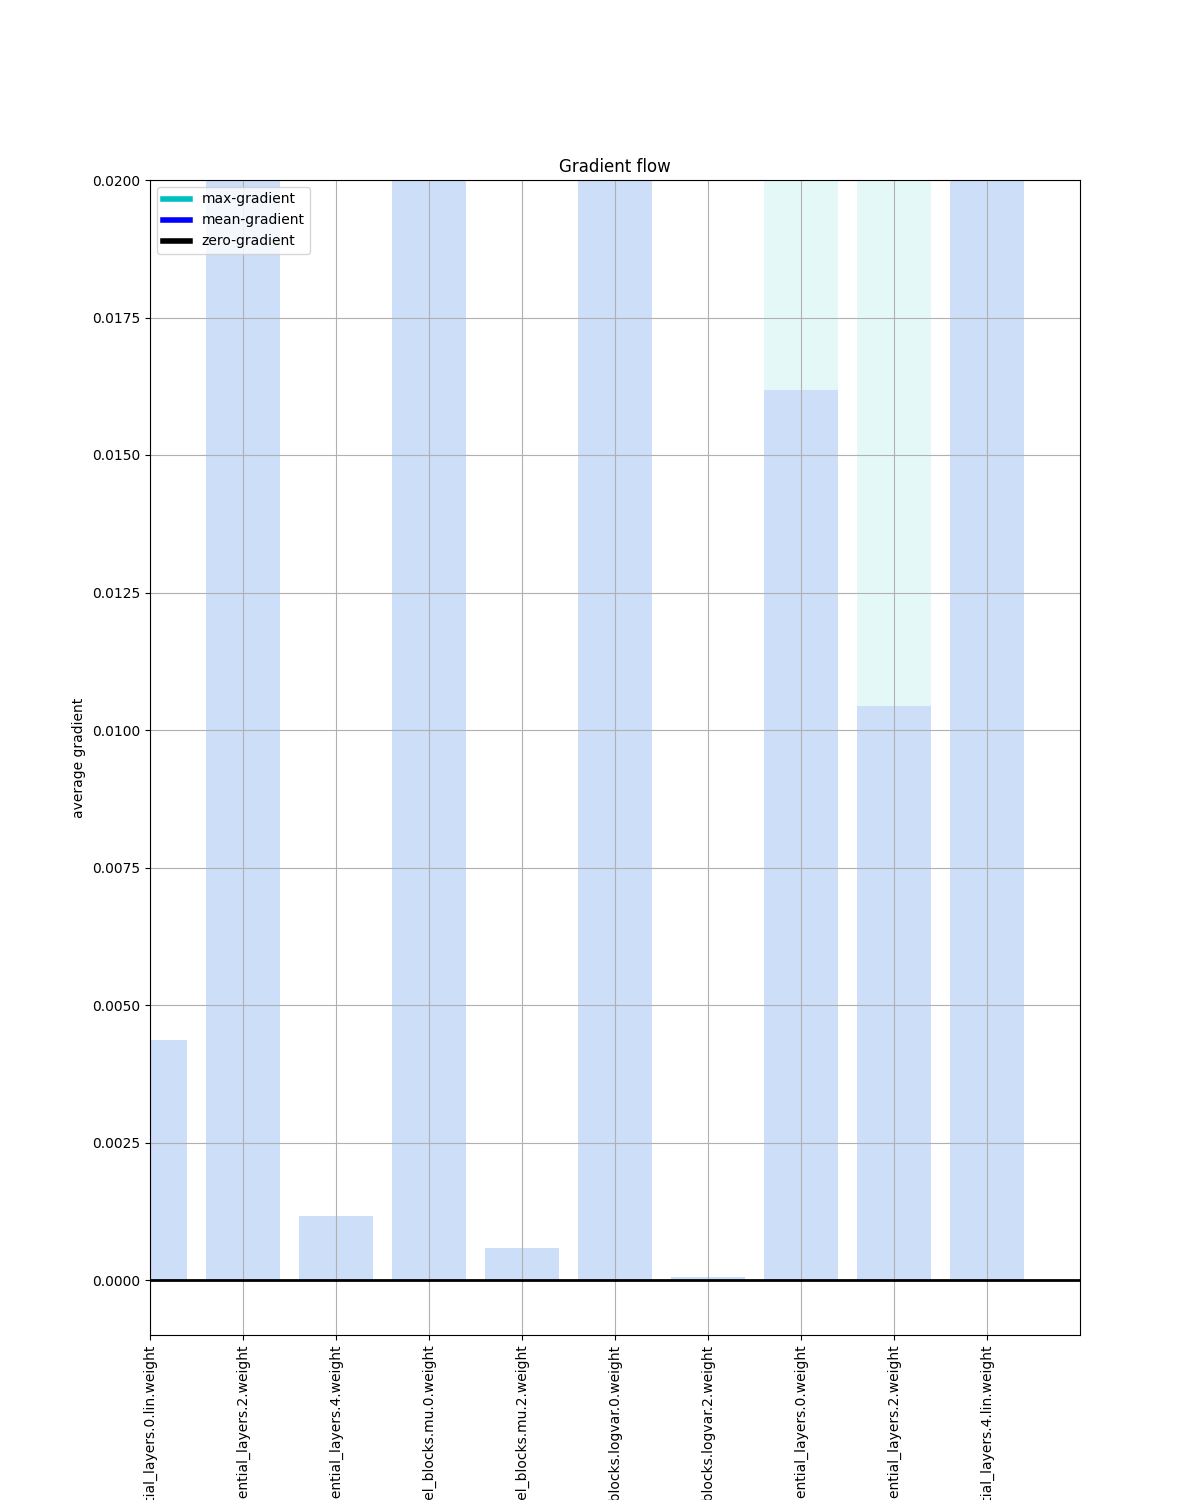 Gradient flow
max-gradient
mean-gradient
zero-gradient
0.0200
0.0175
0.0150
0.0125
0.0100
0.0075
0.0050
0.0025
0.0000
average gradient
tial_layers.0.lin.weight
ential_layers.2.weight
ential_layers.4.weight
el_blocks.mu.0.weight
el_blocks.mu.2.weight
blocks.logvar.0.weight
blocks.logvar.2.weight
ential_layers.0.weight
ential_layers.2.weight
tial_layers.4.lin.weight